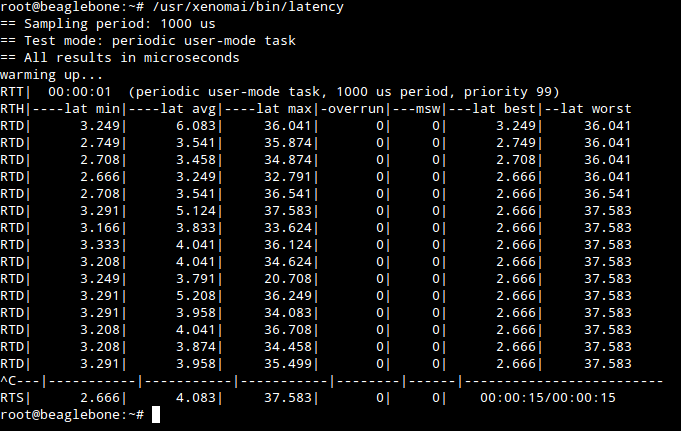 root@beaglebone:~# /usr/xenomai/bin/latency
== Sampling period: 1000 us
== Test mode: periodic user-mode task
== All results in microseconds
warming up...
RTT|  00:00:01  (periodic user-mode task, 1000 us period, priority 99)
RTH|----lat min|----lat avg|----lat max|-overrun|---msw|---lat best|--lat worst
RTD|      3.249|      6.083|     36.041|       0|     0|      3.249|     36.041
RTD|      2.749|      3.541|     35.874|       0|     0|      2.749|     36.041
RTD|      2.708|      3.458|     34.874|       0|     0|      2.708|     36.041
RTD|      2.666|      3.249|     32.791|       0|     0|      2.666|     36.041
RTD|      2.708|      3.541|     36.541|       0|     0|      2.666|     36.541
RTD|      3.291|      5.124|     37.583|       0|     0|      2.666|     37.583
RTD|      3.166|      3.833|     33.624|       0|     0|      2.666|     37.583
RTD|      3.333|      4.041|     36.124|       0|     0|      2.666|     37.583
RTD|      3.208|      4.041|     34.624|       0|     0|      2.666|     37.583
RTD|      3.249|      3.791|     20.708|       0|     0|      2.666|     37.583
RTD|      3.291|      5.208|     36.249|       0|     0|      2.666|     37.583
RTD|      3.291|      3.958|     34.083|       0|     0|      2.666|     37.583
RTD|      3.208|      4.041|     36.708|       0|     0|      2.666|     37.583
RTD|      3.208|      3.874|     34.458|       0|     0|      2.666|     37.583
RTD|      3.291|      3.958|     35.499|       0|     0|      2.666|     37.583
^C---|-----------|-----------|-----------|--------|------|-------------------------
RTS|      2.666|      4.083|     37.583|       0|     0|    00:00:15/00:00:15
root@beaglebone:~#